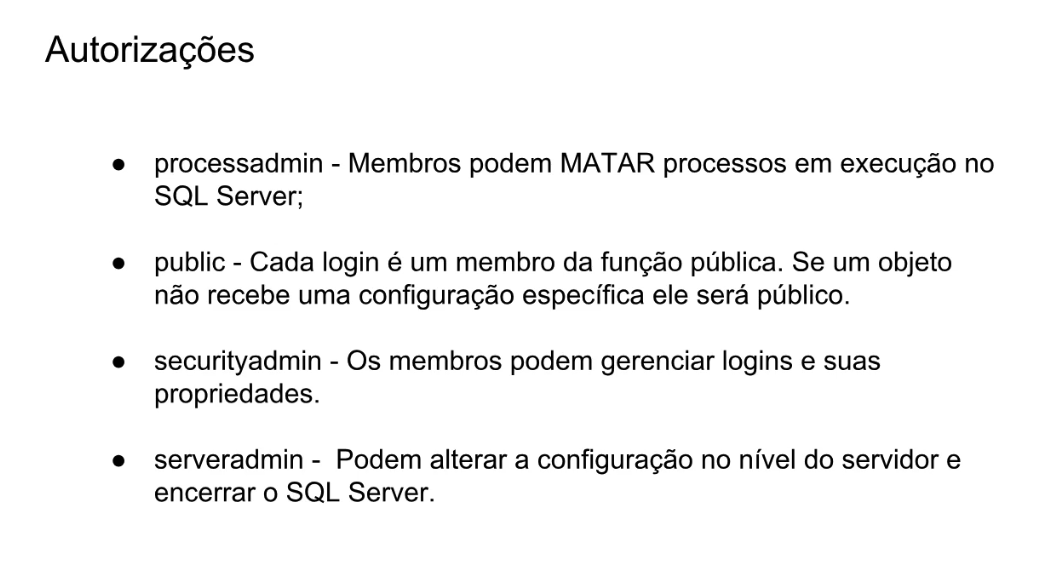 Autorizações
● processadmin - Membros podem MATAR processos em execução no
SQL Server;
● public - Cada login é um membro da função pública. Se um objeto
não recebe uma configuração específica ele será público.
● securityadmin - Os membros podem gerenciar logins e suas
propriedades.
● serveradmin -  Podem alterar a configuração no nível do servidor e
encerrar o SQL Server.